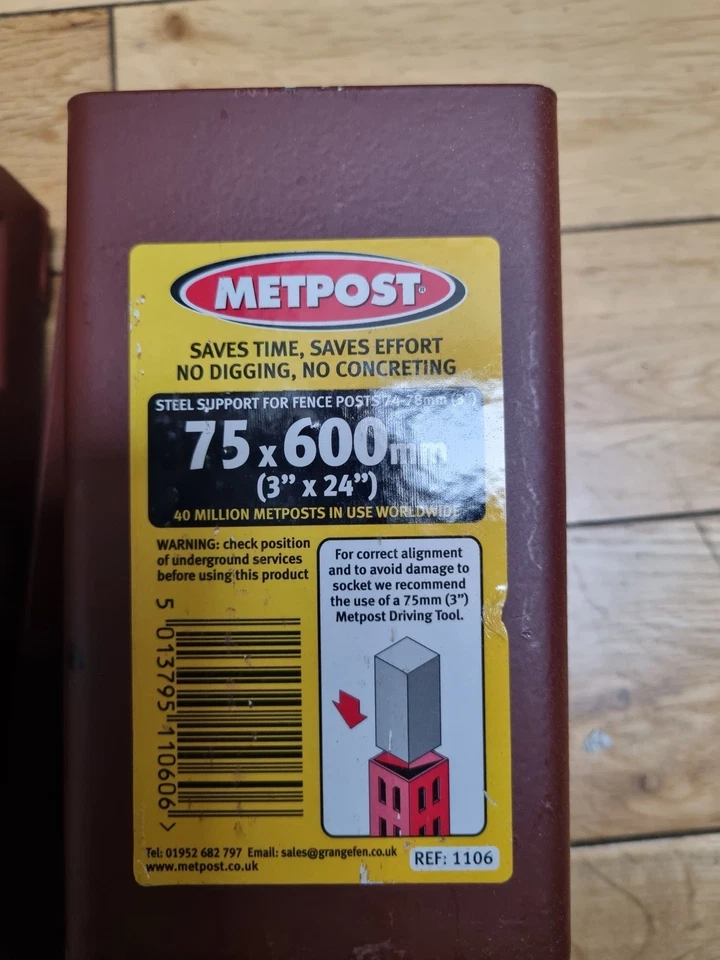 METPOST®
SAVES TIME, SAVES EFFORT
NO DIGGING, NO CONCRETING
STEEL SUPPORT FOR FENCE POSTS 74-78mm (3")
75 x 600mm
(3" x 24")
40 MILLION METPOSTS IN USE WORLDWIDE
WARNING: check position
of underground services
before using this product
For correct alignment
and to avoid damage to
socket we recommend
the use of a 75mm (3")
Metpost Driving Tool.
5 013795 110606 >
Tel: 01952 682 797 Email: sales@grangefen.co.uk
www.metpost.co.uk
REF: 1106